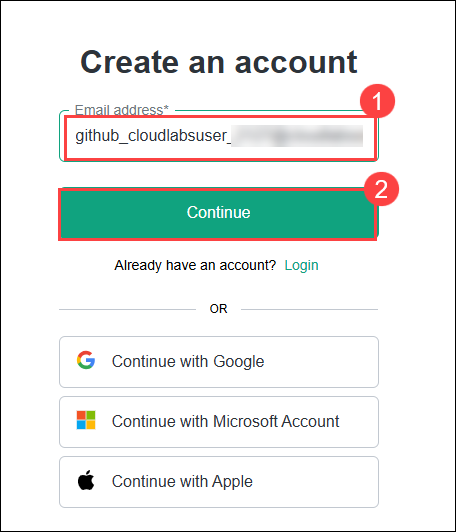 Create an account
1
Email address*
github_cloudlabsuser_
2
Continue
Already have an account? Login
OR
Continue with Google
Continue with Microsoft Account
Continue with Apple